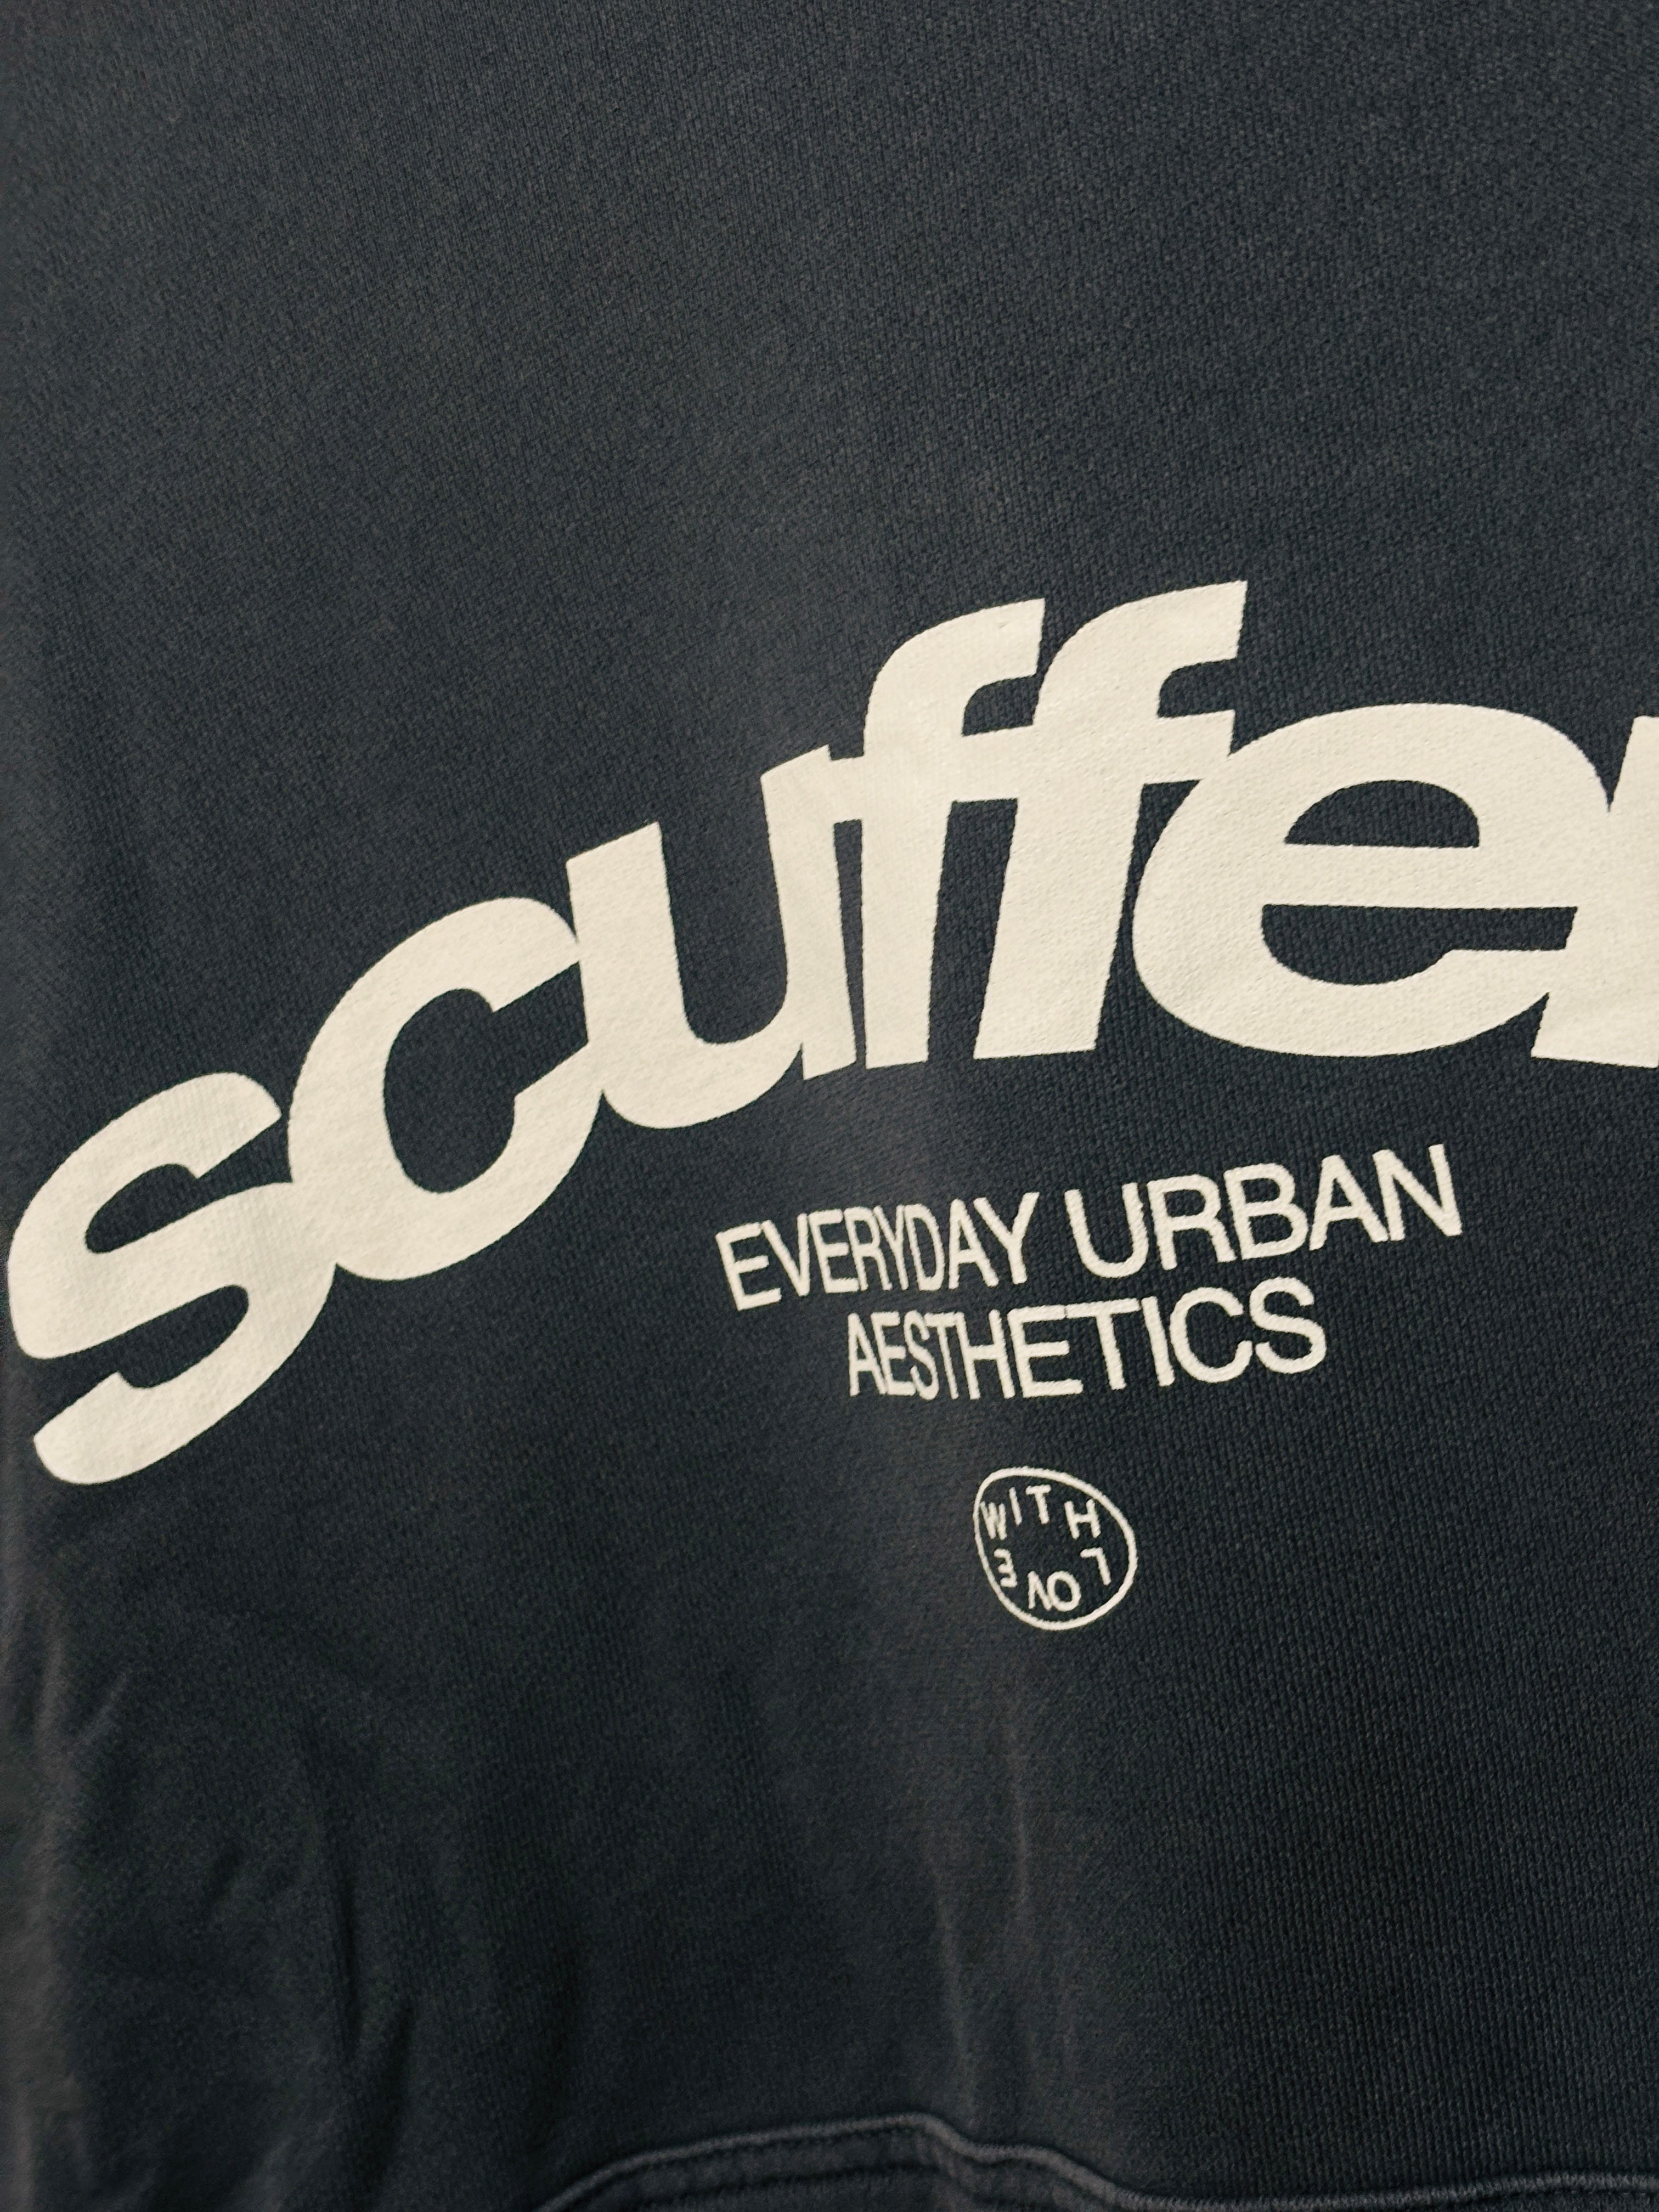 scuffer
EVERYDAY URBAN
AESTHETICS
WITH
LOVE